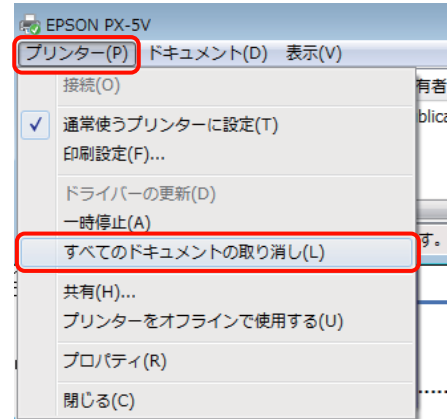 EPSON PX-5V
プリンター(P) ドキュメント(D) 表示(V)
接続(O)
有者
通常使うプリンターに設定(T)
blica
印刷設定(F)...
ドライバーの更新(D)
一時停止(A)
すべてのドキュメントの取り消し(L)
す。
共有(H)...
プリンターをオフラインで使用する(U)
プロパティ(R)
閉じる(C)